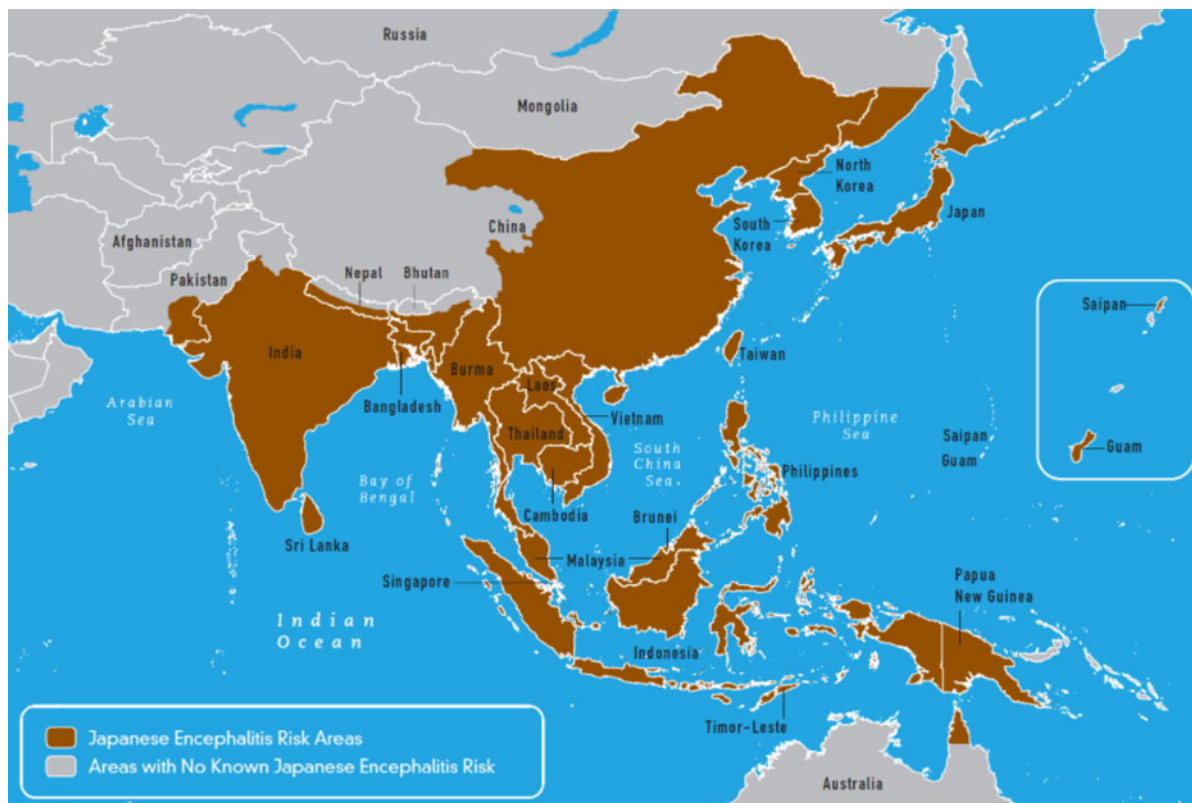 Russia
Mongolia
North
Korea
China
South
Korea
Japan
Afghanistan
Pakistan
Nepal
Bhutan
Saipan
India
Burma
Taiwan
Laos
Arabian
Sea
Bangladesh
Vietnam
Philippine
Sea
Thailand
Saipan
Guam
Guam
South
China
Sea
Philippines
Bay of
Bengal
Cambodia
Brunei
Sri Lanka
Malaysia
Singapore
Papua
New Guinea
Indian
Ocean
Indonesia
Timor-Leste
Japanese Encephalitis Risk Areas
Areas with No Known Japanese Encephalitis Risk
Australia